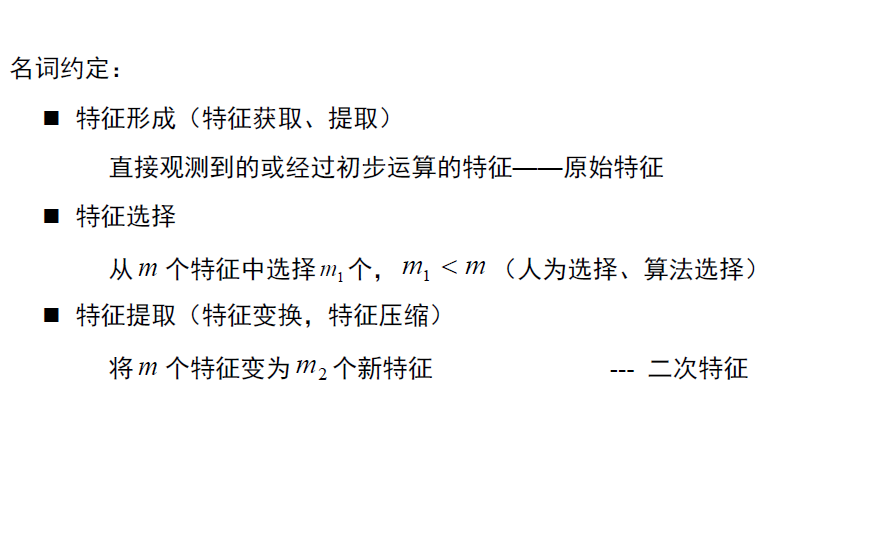 名词约定：
■ 特征形成（特征获取、提取）
直接观测到的或经过初步运算的特征——原始特征
■ 特征选择
从 m 个特征中选择 m₁ 个， m₁ < m （人为选择、算法选择）
■ 特征提取（特征变换，特征压缩）
将 m 个特征变为 m₂ 个新特征 --- 二次特征